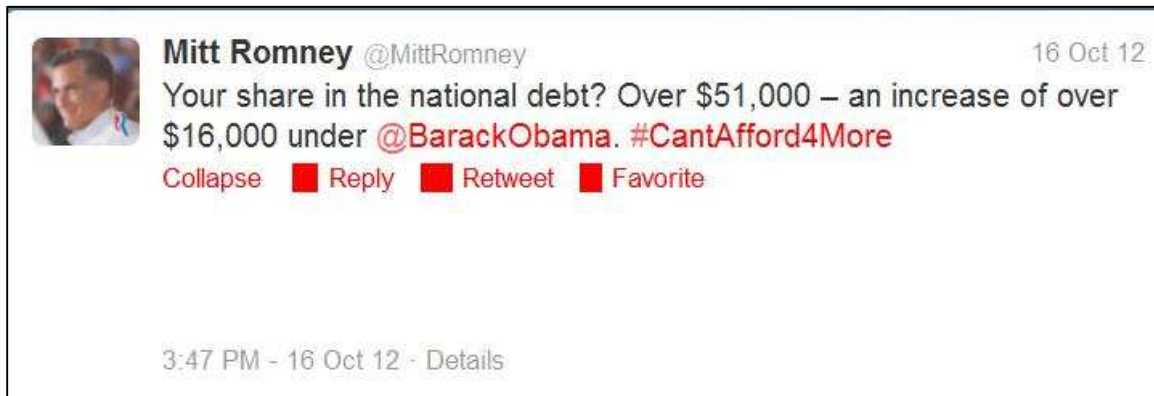 Mitt Romney @MittRomney 16 Oct 12
Your share in the national debt? Over $51,000 – an increase of over
$16,000 under @BarackObama. #CantAfford4More
Collapse Reply Retweet Favorite
3:47 PM - 16 Oct 12 · Details